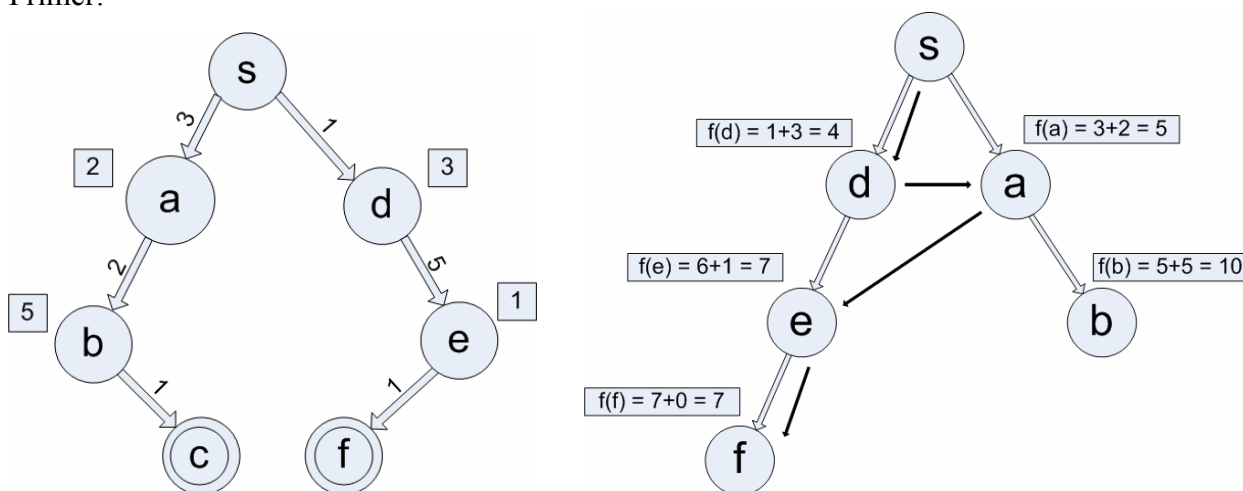 Primer:
s
3
1
2
a
d
3
2
5
5
b
e
1
1
1
c
f
s
f(d) = 1+3 = 4
f(a) = 3+2 = 5
d
a
f(e) = 6+1 = 7
f(b) = 5+5 = 10
e
b
f(f) = 7+0 = 7
f